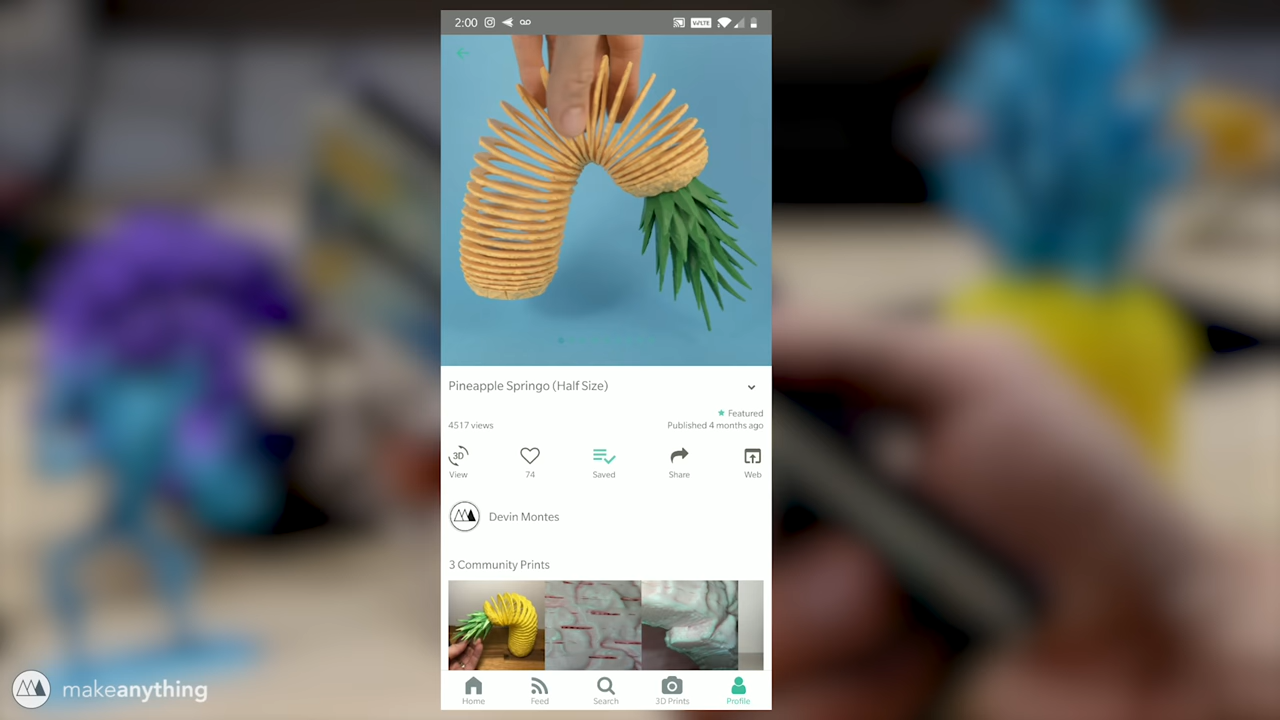 2:00
VoLTE
Pineapple Springo (Half Size)
Featured
4517 views
Published 4 months ago
3D
View
74
Saved
Share
Web
Devin Montes
3 Community Prints
Home
Feed
Search
3D Prints
Profile
makeanything